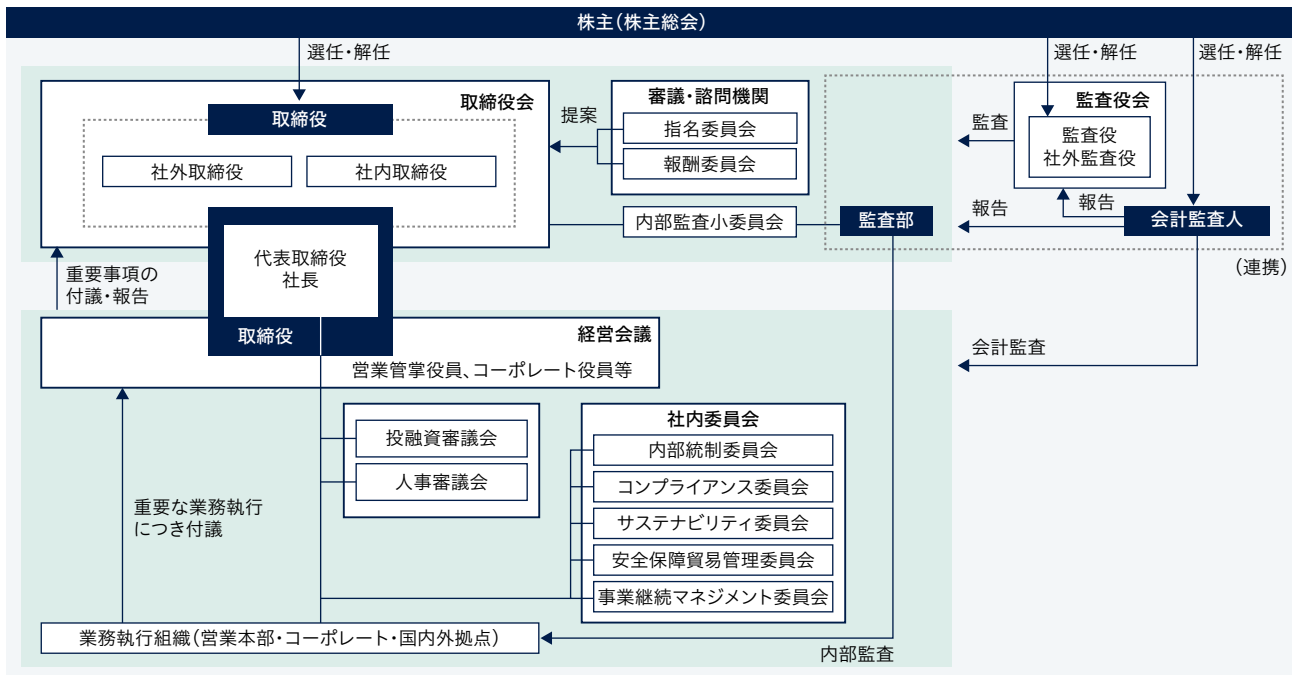 株主(株主総会)
選任・解任
選任・解任
選任・解任
取締役会
取締役
社外取締役
社内取締役
代表取締役
社長
取締役
提案
審議・諮問機関
指名委員会
報酬委員会
内部監査小委員会
監査部
監査
監査役会
監査役
社外監査役
報告
報告
会計監査人
(連携)
重要事項の
付議・報告
経営会議
営業管掌役員、コーポレート役員等
会計監査
投融資審議会
人事審議会
社内委員会
内部統制委員会
コンプライアンス委員会
サステナビリティ委員会
安全保障貿易管理委員会
事業継続マネジメント委員会
重要な業務執行
につき付議
業務執行組織(営業本部・コーポレート・国内外拠点)
内部監査